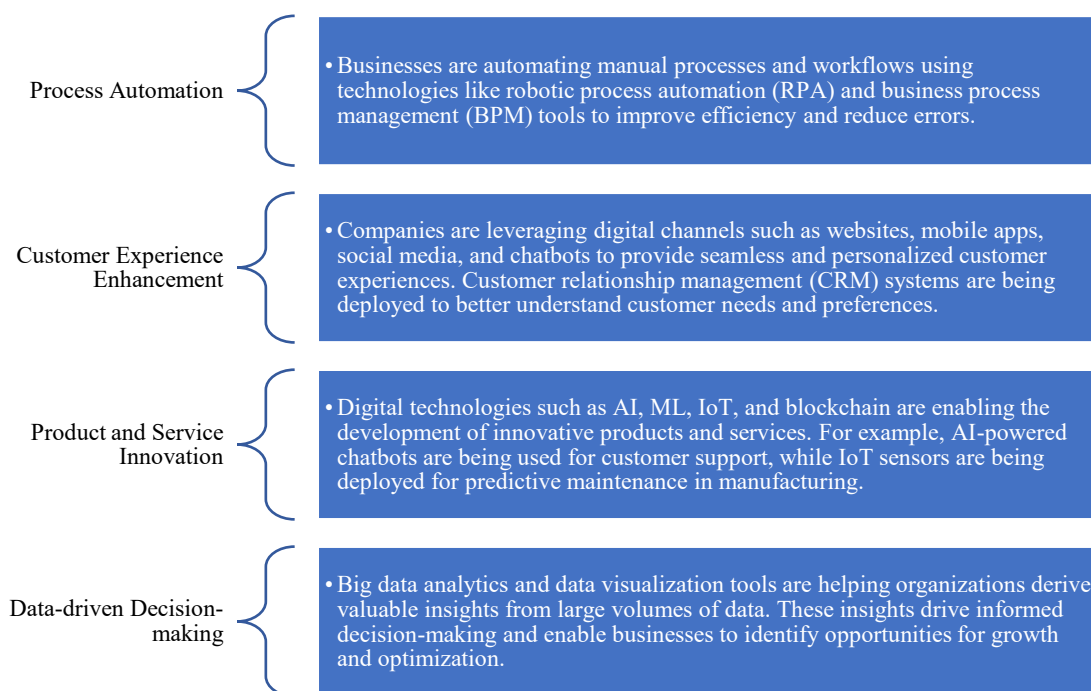 Process Automation
• Businesses are automating manual processes and workflows using
technologies like robotic process automation (RPA) and business process
management (BPM) tools to improve efficiency and reduce errors.
Customer Experience
Enhancement
• Companies are leveraging digital channels such as websites, mobile apps,
social media, and chatbots to provide seamless and personalized customer
experiences. Customer relationship management (CRM) systems are being
deployed to better understand customer needs and preferences.
Product and Service
Innovation
• Digital technologies such as AI, ML, IoT, and blockchain are enabling the
development of innovative products and services. For example, AI-powered
chatbots are being used for customer support, while IoT sensors are being
deployed for predictive maintenance in manufacturing.
Data-driven Decision-
making
• Big data analytics and data visualization tools are helping organizations derive
valuable insights from large volumes of data. These insights drive informed
decision-making and enable businesses to identify opportunities for growth
and optimization.